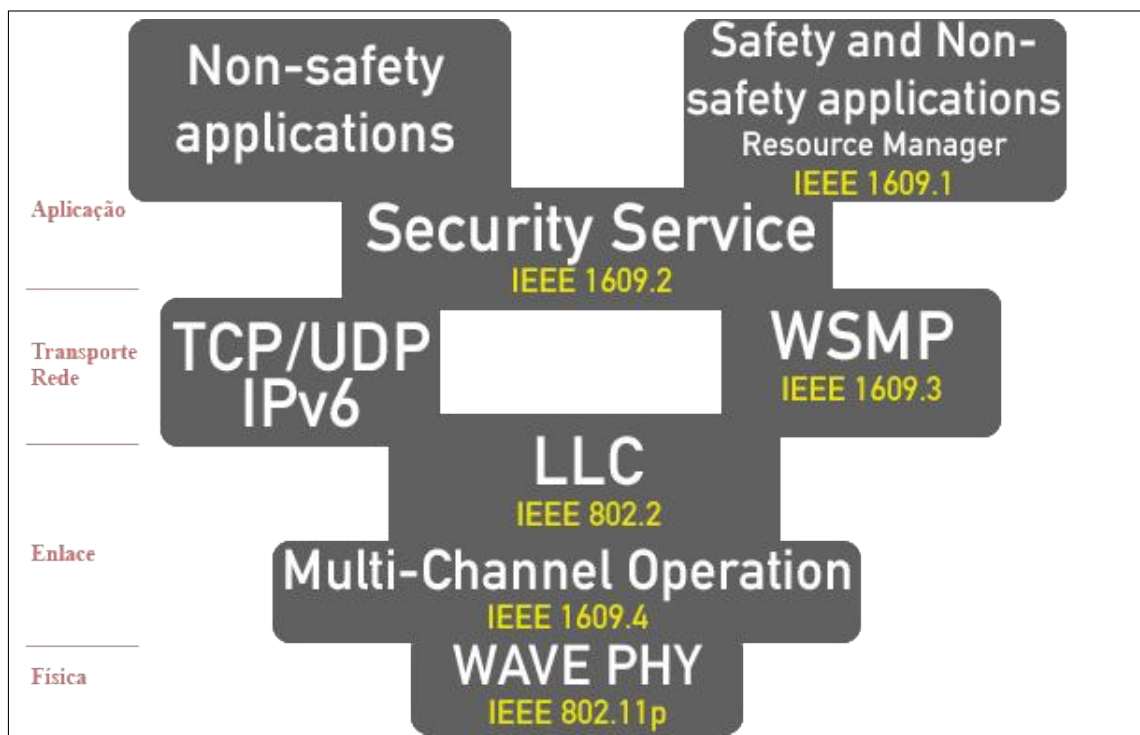 Non-safety
applications
Safety and Non-
safety applications
Resource Manager
IEEE 1609.1
Aplicação
Security Service
IEEE 1609.2
Transporte
Rede
TCP/UDP
IPv6
WSMP
IEEE 1609.3
LLC
IEEE 802.2
Enlace
Multi-Channel Operation
IEEE 1609.4
Física
WAVE PHY
IEEE 802.11p